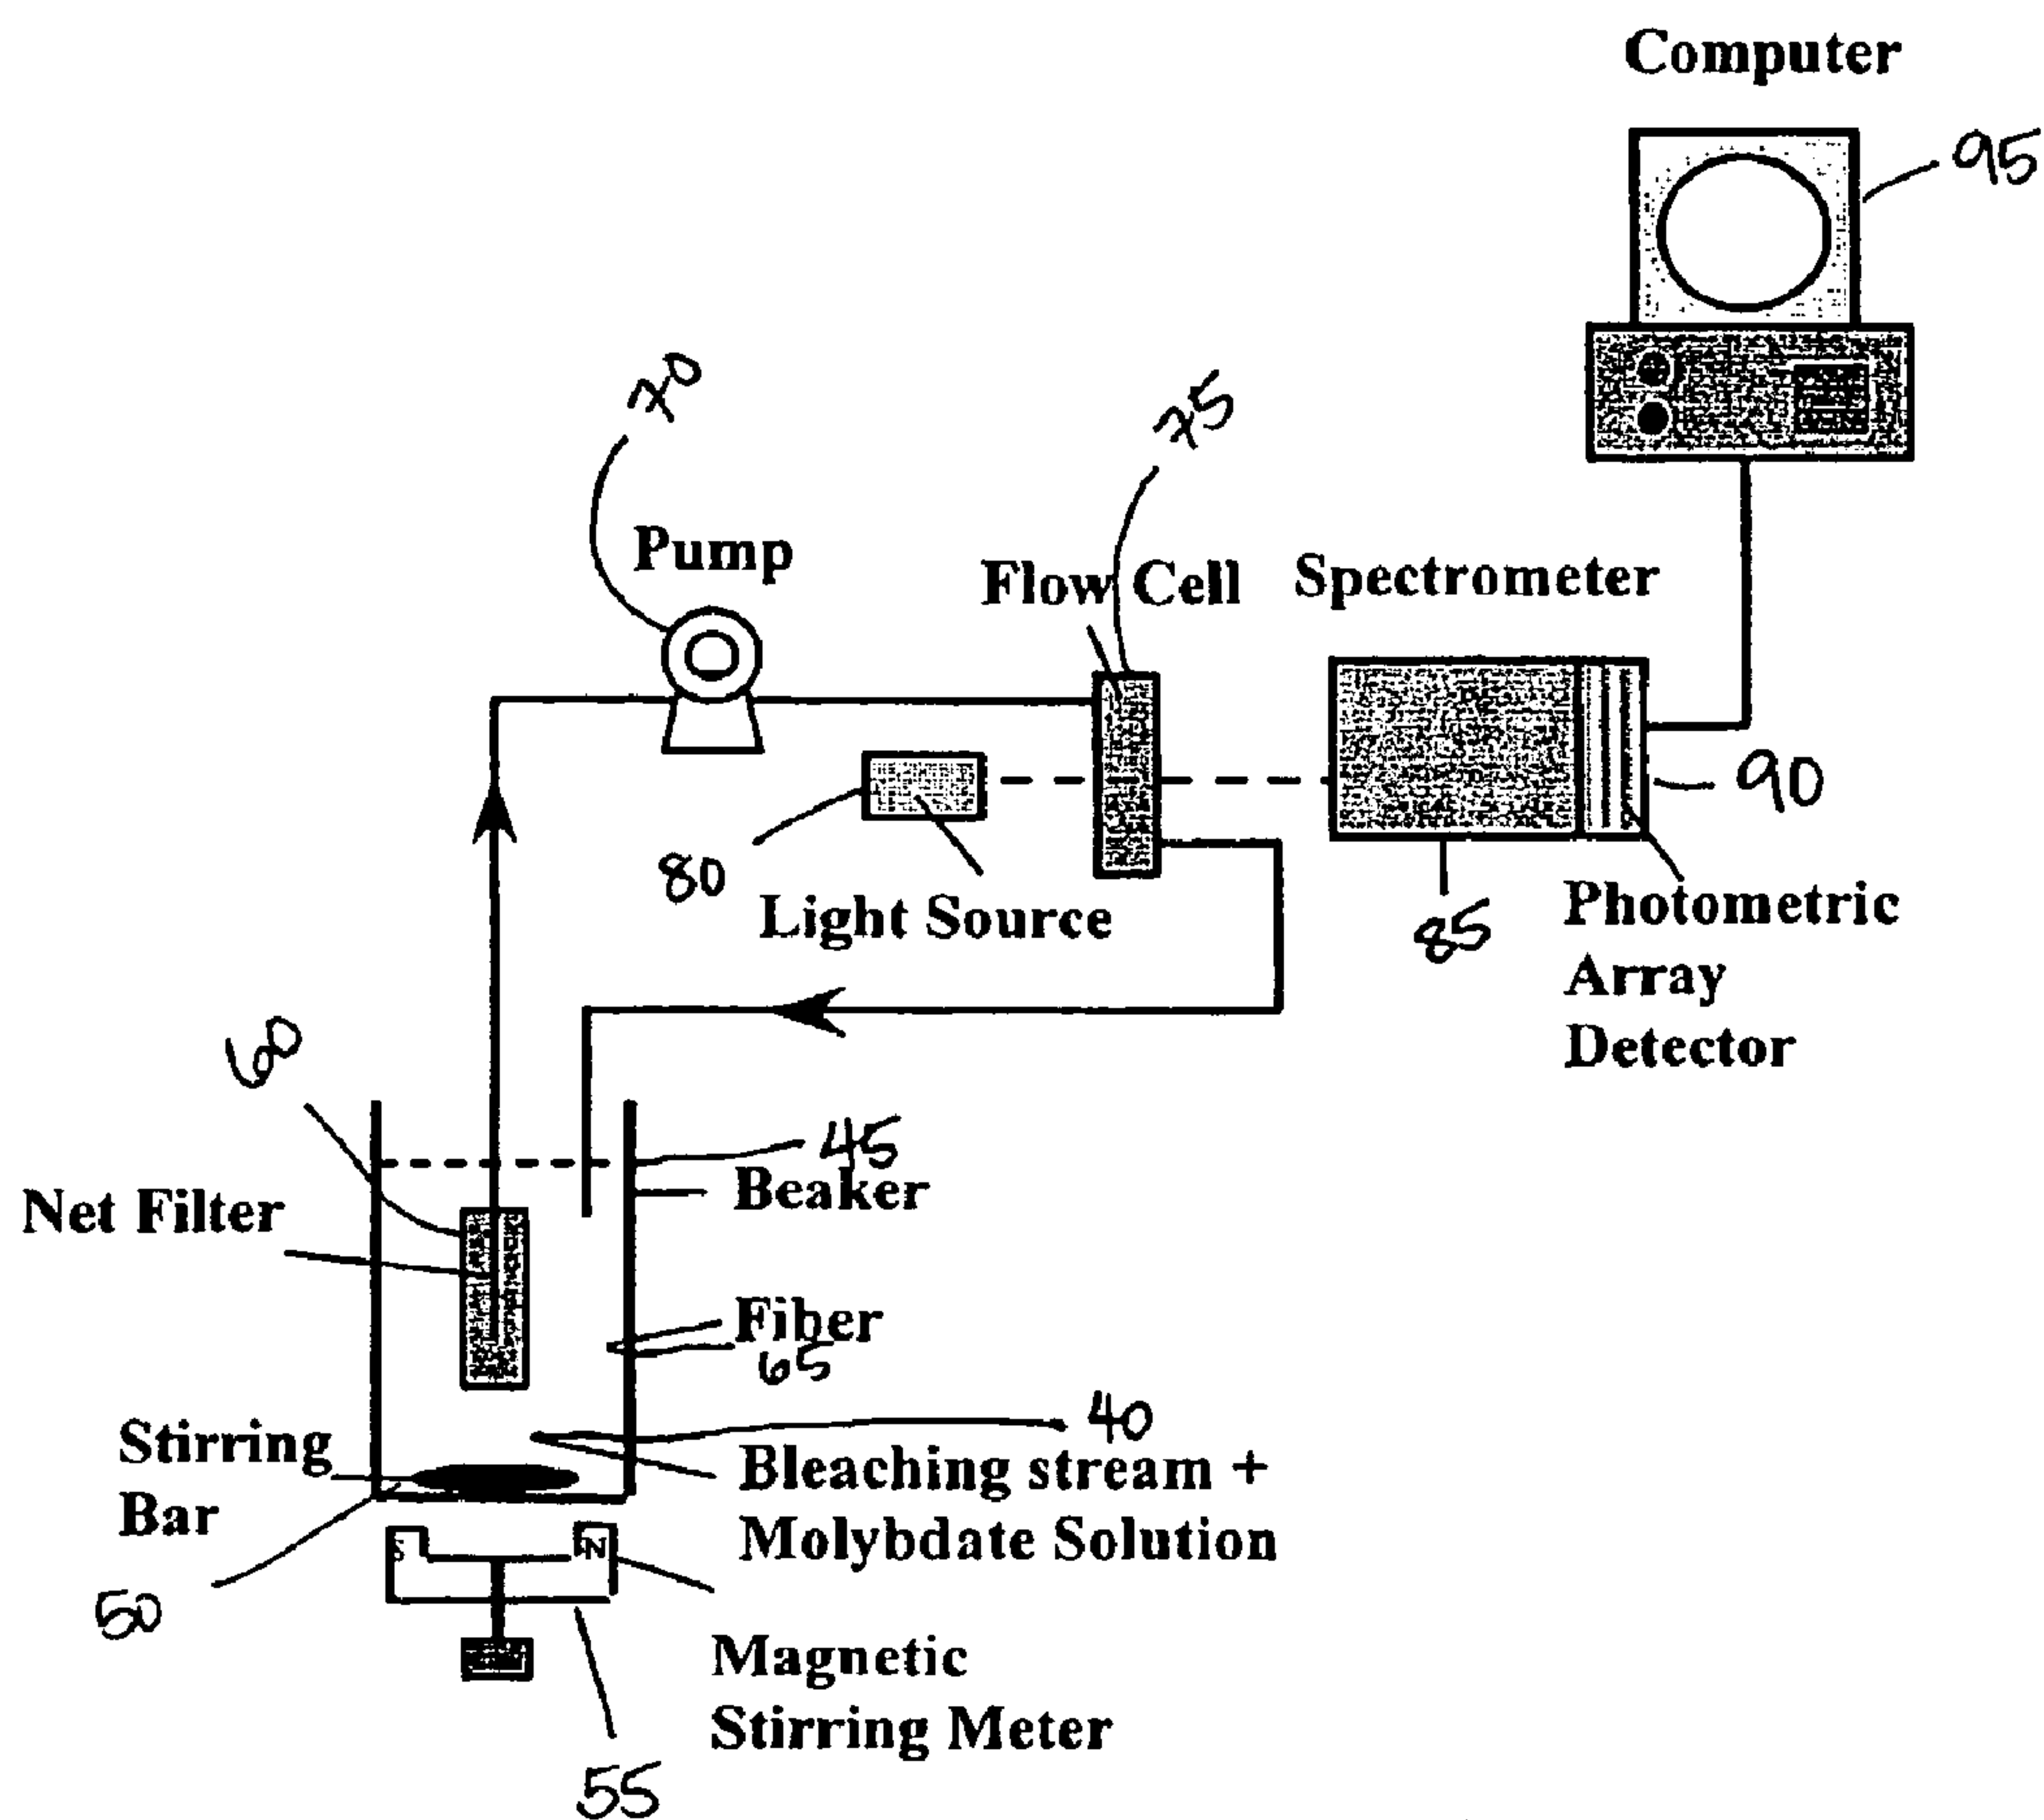 Computer
95
70
75
Pump
Flow Cell
Spectrometer
90
80
Light Source
85
Photometric
Array
Detector
60
45
Beaker
Net Filter
Fiber
65
40
Stirring
Bar
Bleaching stream +
Molybdate Solution
S
N
50
Magnetic
Stirring Meter
55